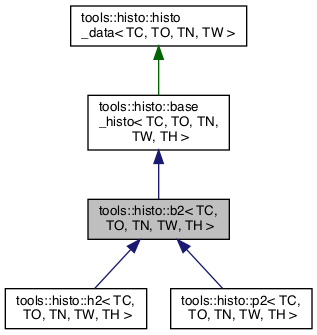 tools::histo::histo
_data< TC, TO, TN, TW >
tools::histo::base
_histo< TC, TO, TN,
TW, TH >
tools::histo::b2< TC,
TO, TN, TW, TH >
tools::histo::h2< TC,
TO, TN, TW, TH >
tools::histo::p2< TC,
TO, TN, TW, TH >